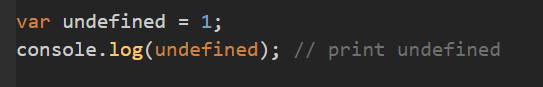 var undefined = 1;
console.log(undefined); // print undefined